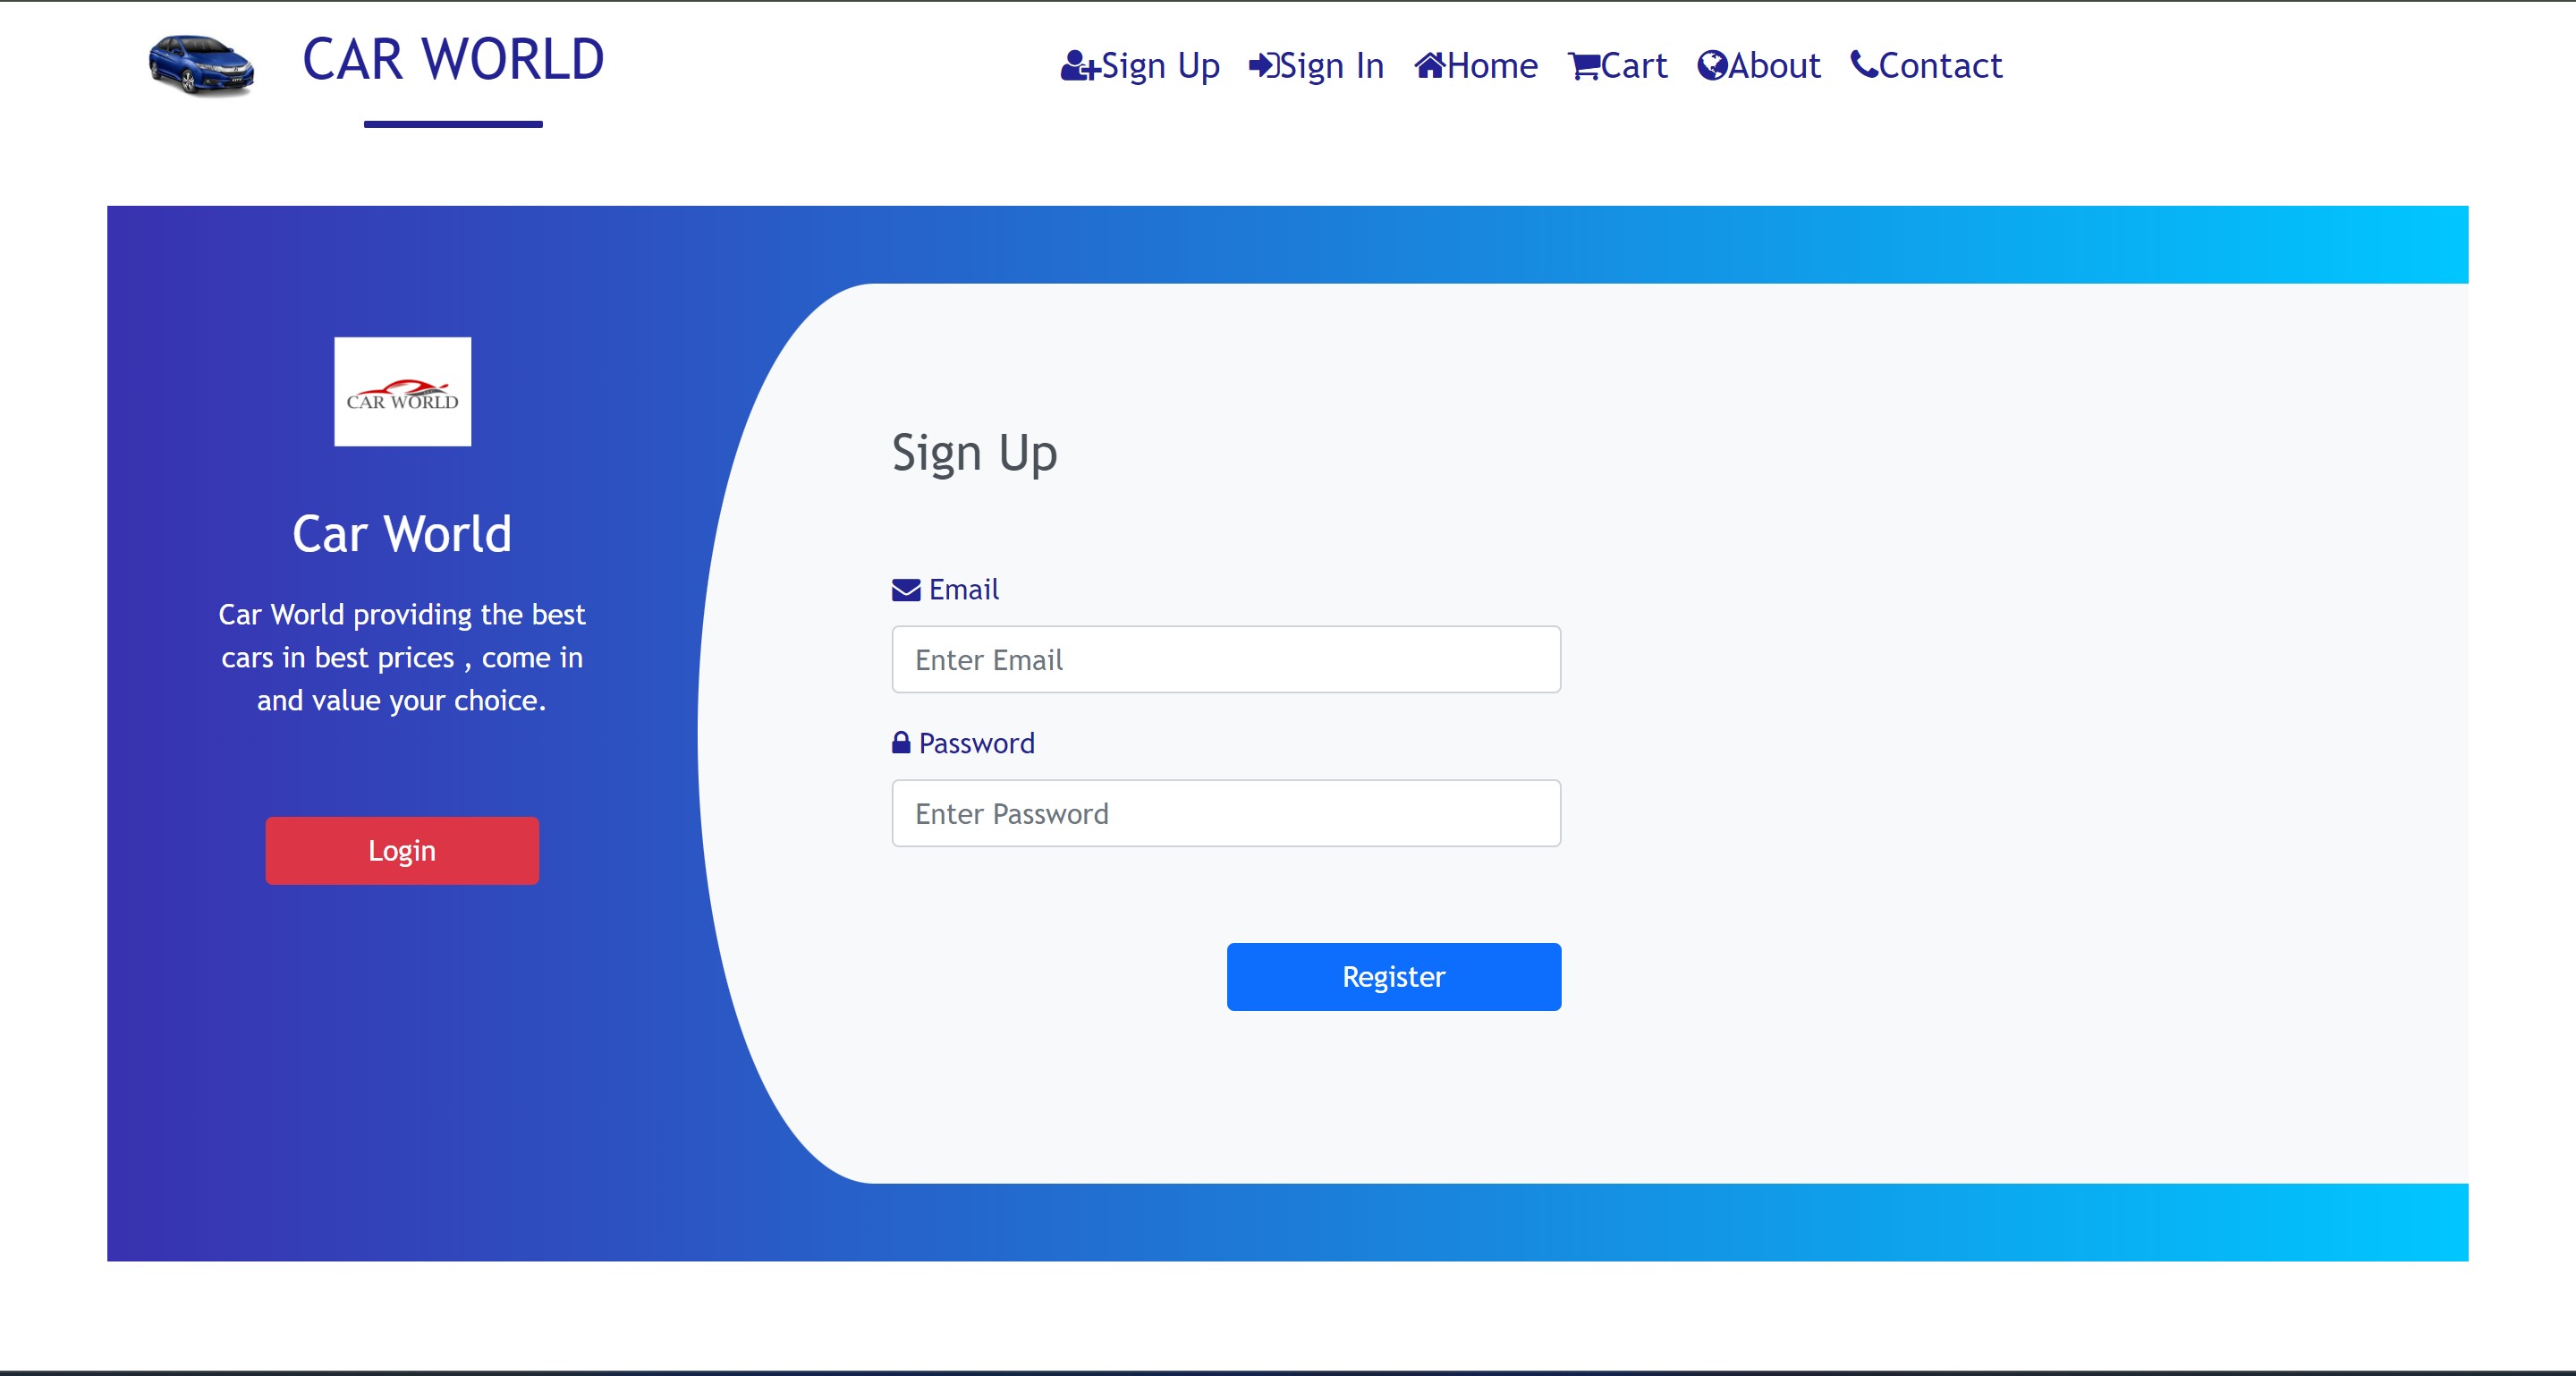 CAR WORLD
Sign Up Sign In Home Cart About Contact
CAR WORLD
Car World
Car World providing the best
cars in best prices , come in
and value your choice.
Login
Sign Up
Email
Enter Email
Password
Enter Password
Register